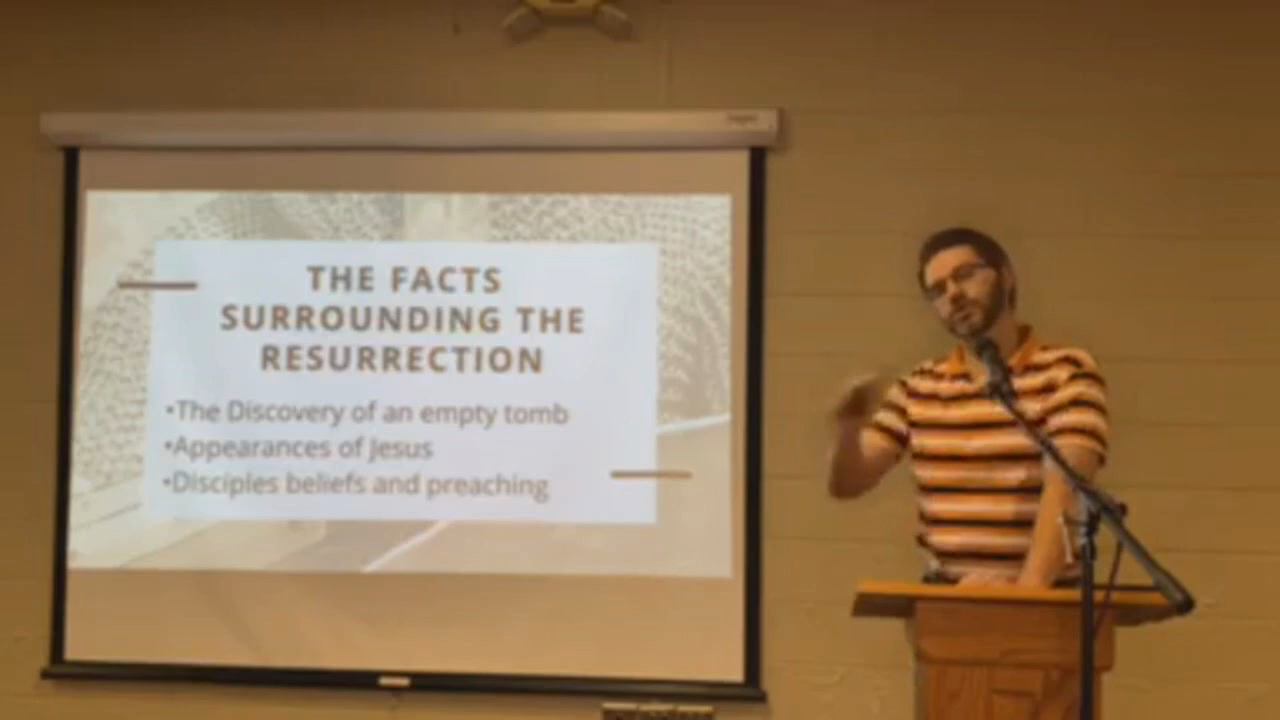 THE FACTS
SURROUNDING THE
RESURRECTION
•The Discovery of an empty tomb
•Appearances of Jesus
•Disciples beliefs and preaching